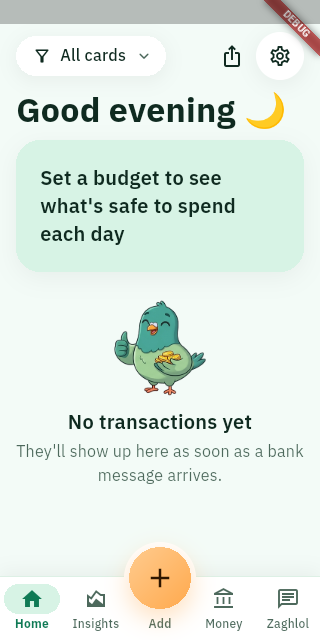 DEBUG
All cards
Good evening 🌙
Set a budget to see
what's safe to spend
each day
No transactions yet
They'll show up here as soon as a bank
message arrives.
Home
Insights
Add
Money
Zaghlol